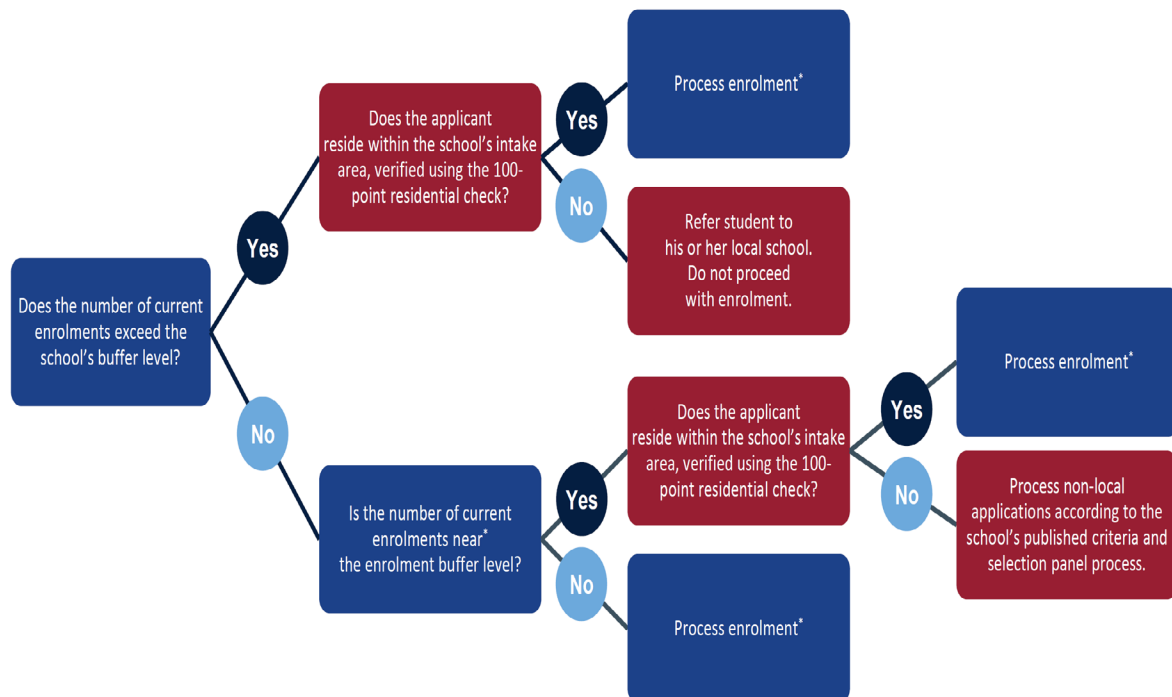 Does the number of current
enrolments exceed the
school's buffer level?
Yes
No
Does the applicant
reside within the school's intake
area, verified using the 100-
point residential check?
Yes
No
Process enrolment*
Refer student to
his or her local school.
Do not proceed
with enrolment.
Is the number of current
enrolments near*
the enrolment buffer level?
Yes
No
Does the applicant
reside within the school's intake
area, verified using the 100-
point residential check?
Yes
No
Process enrolment*
Process non-local
applications according to the
school's published criteria and
selection panel process.
Process enrolment*